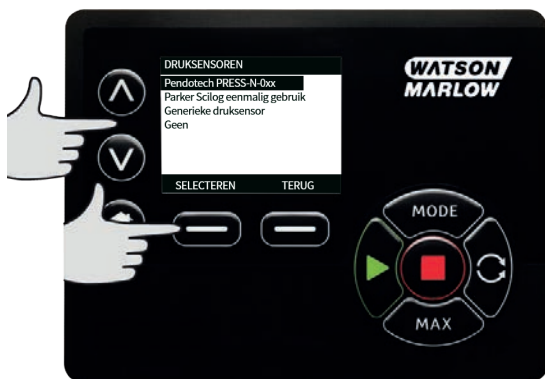 DRUKSENSOREN
Pendotech PRESS-N-0xx
Parker Scilog eenmalig gebruik
Generieke druksensor
Geen
SELECTEREN TERUG
WATSON
MARLOW
MODE
MAX